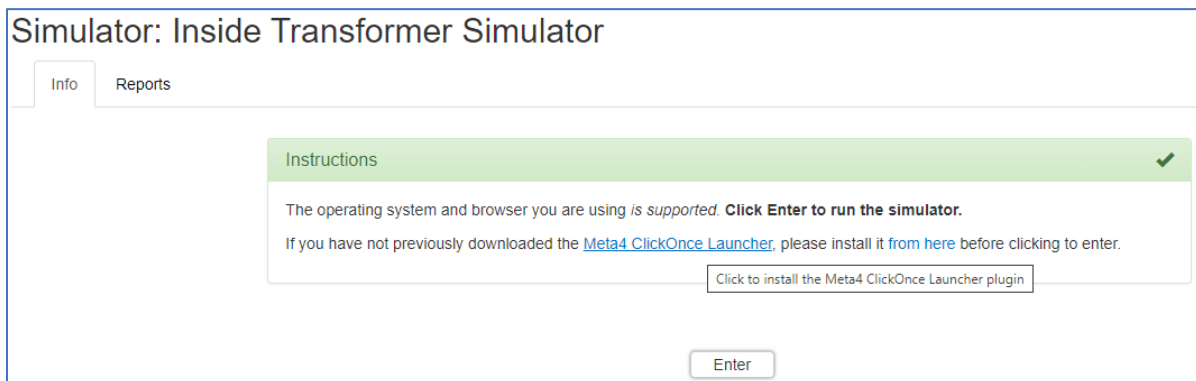 Simulator: Inside Transformer Simulator
Info Reports
Instructions
The operating system and browser you are using is supported. Click Enter to run the simulator.
If you have not previously downloaded the Meta4 ClickOnce Launcher, please install it from here before clicking to enter.
Click to install the Meta4 ClickOnce Launcher plugin
Enter